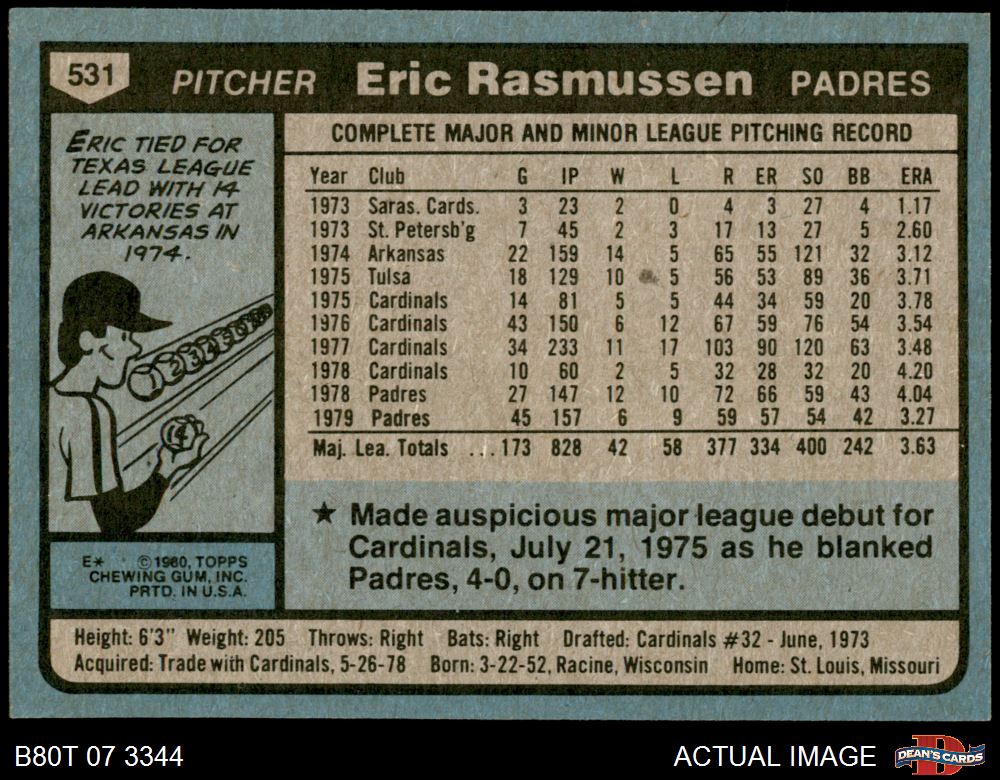 531 PITCHER Eric Rasmussen PADRES
ERIC TIED FOR
TEXAS LEAGUE
LEAD WITH 14
VICTORIES AT
ARKANSAS IN
1974.
1 2 3 4
14
E* ©1980, TOPPS
CHEWING GUM, INC.
PRTD. IN U.S.A.
COMPLETE MAJOR AND MINOR LEAGUE PITCHING RECORD
Year Club G IP W L R ER SO BB ERA
1973 Saras. Cards. 3 23 2 0 4 3 27 4 1.17
1973 St. Petersb'g 7 45 2 3 17 13 27 5 2.60
1974 Arkansas 22 159 14 5 65 55 121 32 3.12
1975 Tulsa 18 129 10 5 56 53 89 36 3.71
1975 Cardinals 14 81 5 5 44 34 59 20 3.78
1976 Cardinals 43 150 6 12 67 59 76 54 3.54
1977 Cardinals 34 233 11 17 103 90 120 63 3.48
1978 Cardinals 10 60 2 5 32 28 32 20 4.20
1978 Padres 27 147 12 10 72 66 59 43 4.04
1979 Padres 45 157 6 9 59 57 54 42 3.27
Maj. Lea. Totals ... 173 828 42 58 377 334 400 242 3.63
★ Made auspicious major league debut for
Cardinals, July 21, 1975 as he blanked
Padres, 4-0, on 7-hitter.
Height: 6'3" Weight: 205 Throws: Right Bats: Right Drafted: Cardinals #32 - June, 1973
Acquired: Trade with Cardinals, 5-26-78 Born: 3-22-52, Racine, Wisconsin Home: St. Louis, Missouri
B80T 07 3344 ACTUAL IMAGE DEAN'S CARDS